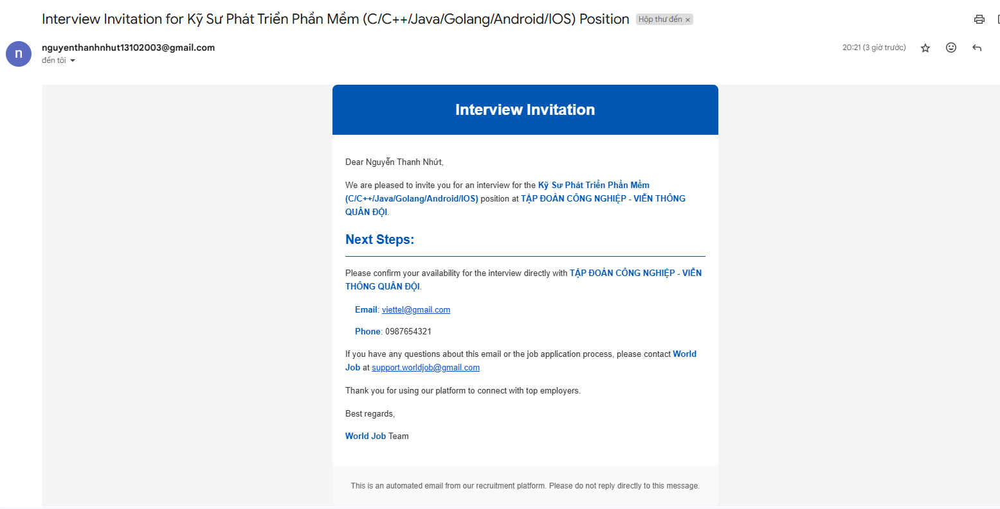 Interview Invitation for Kỹ Sư Phát Triển Phần Mềm (C/C++/Java/Golang/Android/IOS) Position Hộp thư đến ×
n
nguyenthanhnhut13102003@gmail.com
20:21 (3 giờ trước)
đến tôi
Interview Invitation
Dear Nguyễn Thanh Nhứt,
We are pleased to invite you for an interview for the Kỹ Sư Phát Triển Phần Mềm
(C/C++/Java/Golang/Android/IOS) position at TẬP ĐOÀN CÔNG NGHIỆP - VIỄN THÔNG
QUÂN ĐỘI.
Next Steps:
Please confirm your availability for the interview directly with TẬP ĐOÀN CÔNG NGHIỆP - VIỄN
THÔNG QUÂN ĐỘI.
Email: viettel@gmail.com
Phone: 0987654321
If you have any questions about this email or the job application process, please contact World
Job at support.worldjob@gmail.com
Thank you for using our platform to connect with top employers.
Best regards,
World Job Team
This is an automated email from our recruitment platform. Please do not reply directly to this message.